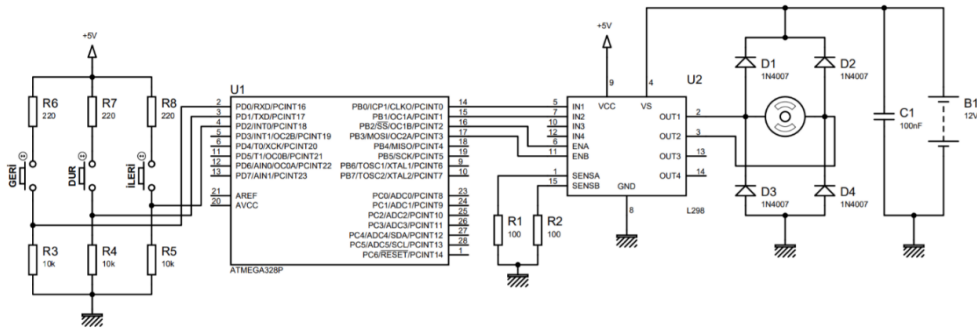 +5V
R6
220
R7
220
R8
220
GERİ
DUR
İLERİ
R3
10k
R4
10k
R5
10k
U1
2 PD0/RXD/PCINT16
3 PD1/TXD/PCINT17
4 PD2/INT0/PCINT18
5 PD3/INT1/OC2B/PCINT19
6 PD4/T0/XCK/PCINT20
11 PD5/T1/OC0B/PCINT21
12 PD6/AIN0/OC0A/PCINT22
13 PD7/AIN1/PCINT23
21 AREF
20 AVCC
PB0/ICP1/CLKO/PCINT0 14
PB1/OC1A/PCINT1 15
PB2/SS/OC1B/PCINT2 16
PB3/MOSI/OC2A/PCINT3 17
PB4/MISO/PCINT4 18
PB5/SCK/PCINT5 19
PB6/TOSC1/XTAL1/PCINT6 9
PB7/TOSC2/XTAL2/PCINT7 10
PC0/ADC0/PCINT8 23
PC1/ADC1/PCINT9 24
PC2/ADC2/PCINT10 25
PC3/ADC3/PCINT11 26
PC4/ADC4/SDA/PCINT12 27
PC5/ADC5/SCL/PCINT13 28
PC6/RESET/PCINT14 1
ATMEGA328P
+5V
9
4
U2
VCC
VS
5 IN1
7 IN2
10 IN3
12 IN4
6 ENA
11 ENB
1 SENSA
15 SENSB
OUT1 2
OUT2 3
OUT3 13
OUT4 14
GND
8
L298
R1
100
R2
100
D1
1N4007
D2
1N4007
D3
1N4007
D4
1N4007
C1
100nF
B1
12V